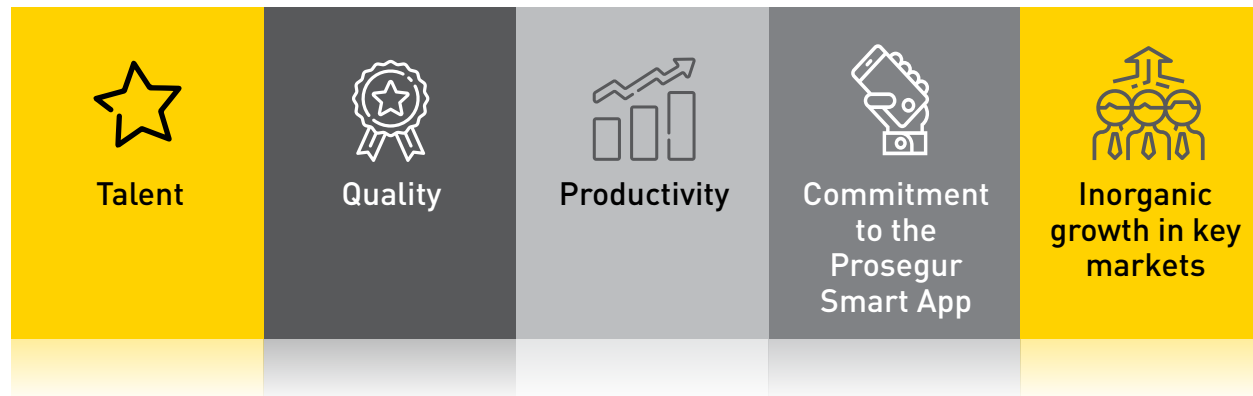 Talent
Quality
Productivity
Commitment
to the
Prosegur
Smart App
Inorganic
growth in key
markets